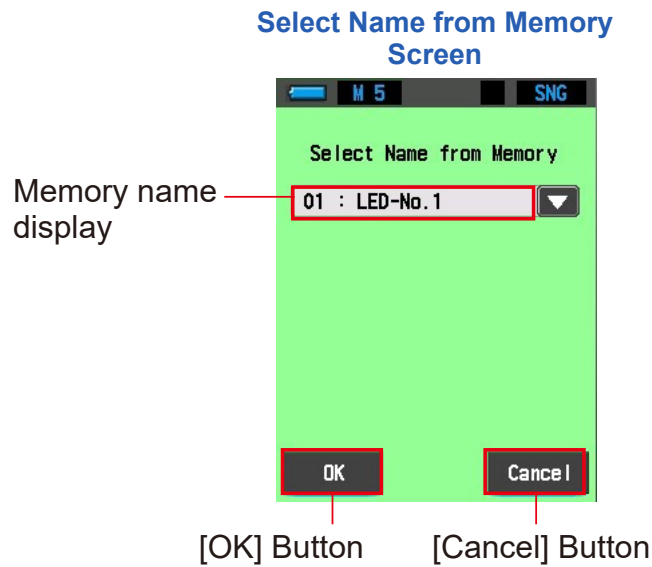 Select Name from Memory
Screen
M 5 SNG
Select Name from Memory
Memory name
display
01 : LED-No.1
OK Cancel
[OK] Button [Cancel] Button